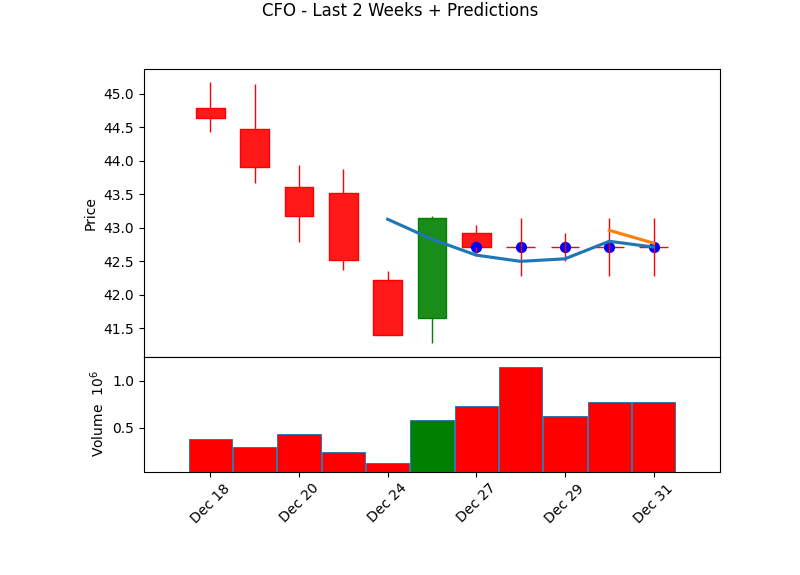 CFO - Last 2 Weeks + Predictions
45.0
44.5
44.0
43.5
43.0
42.5
42.0
41.5
Price
1.0
0.5
Volume 10^6
Dec 18
Dec 20
Dec 24
Dec 27
Dec 29
Dec 31